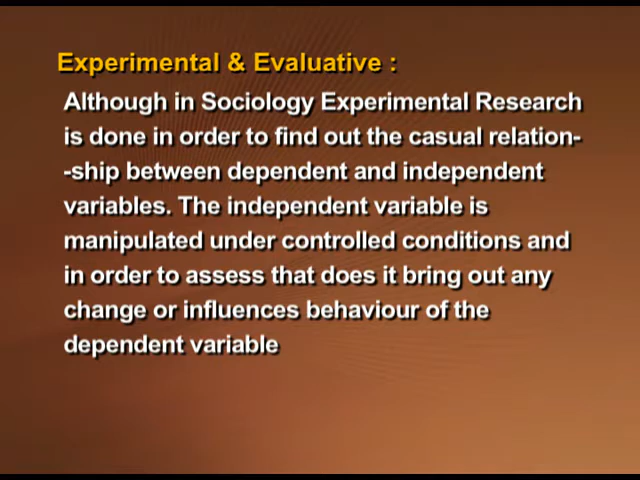 Experimental & Evaluative :
Although in Sociology Experimental Research
is done in order to find out the casual relation-
-ship between dependent and independent
variables. The independent variable is
manipulated under controlled conditions and
in order to assess that does it bring out any
change or influences behaviour of the
dependent variable